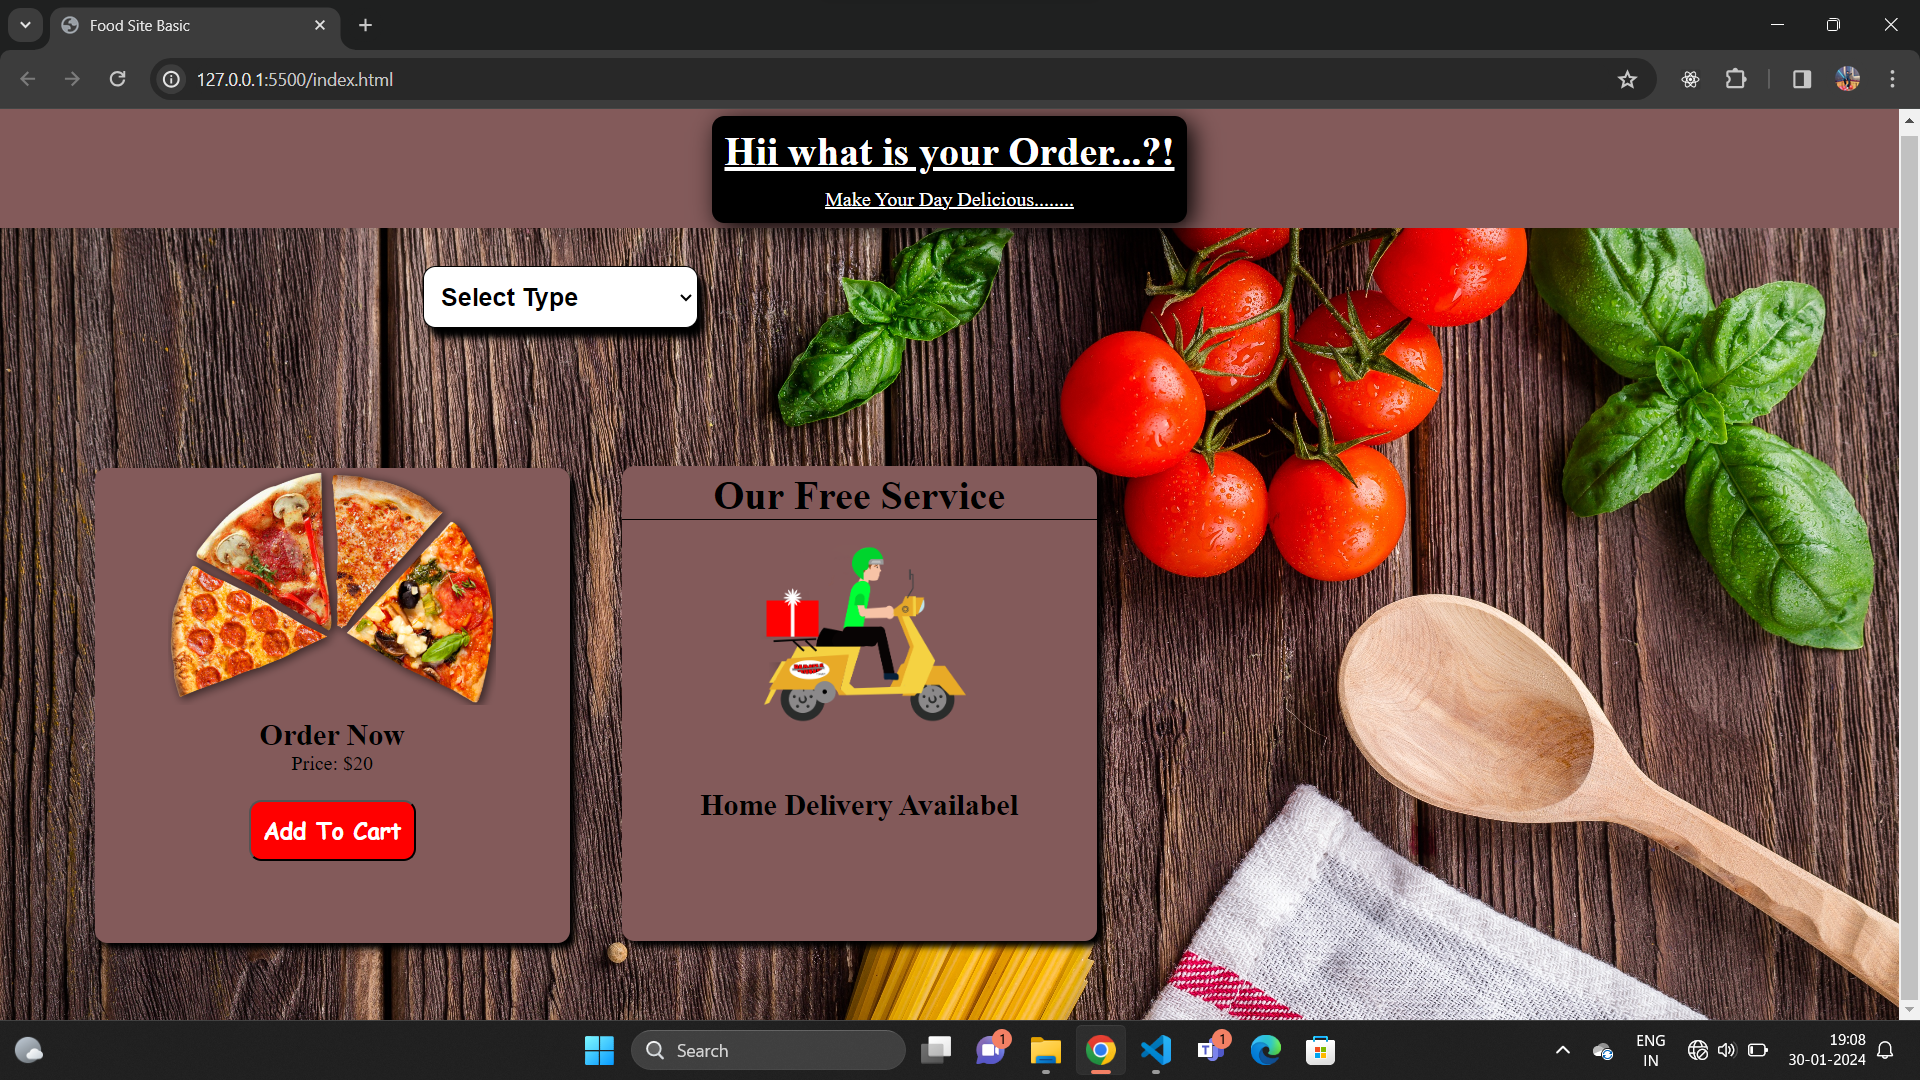 Food Site Basic
127.0.0.1:5500/index.html
Hii what is your Order...?!
Make Your Day Delicious........
Select Type
Our Free Service
Order Now
Price: $20
Add To Cart
Home Delivery Availabel
Search
1
1
ENG
IN
19:08
30-01-2024